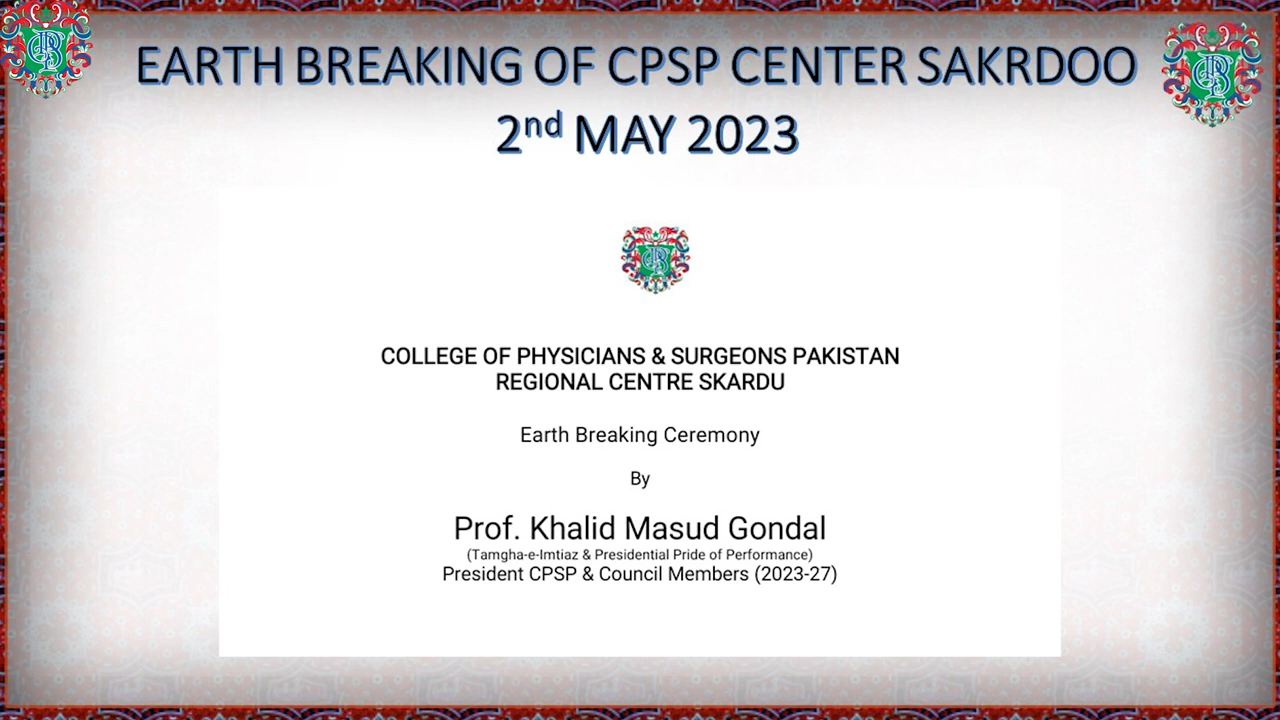 EARTH BREAKING OF CPSP CENTER SAKRDOO
2nd MAY 2023
COLLEGE OF PHYSICIANS & SURGEONS PAKISTAN
REGIONAL CENTRE SKARDU
Earth Breaking Ceremony
By
Prof. Khalid Masud Gondal
(Tamgha-e-Imtiaz & Presidential Pride of Performance)
President CPSP & Council Members (2023-27)